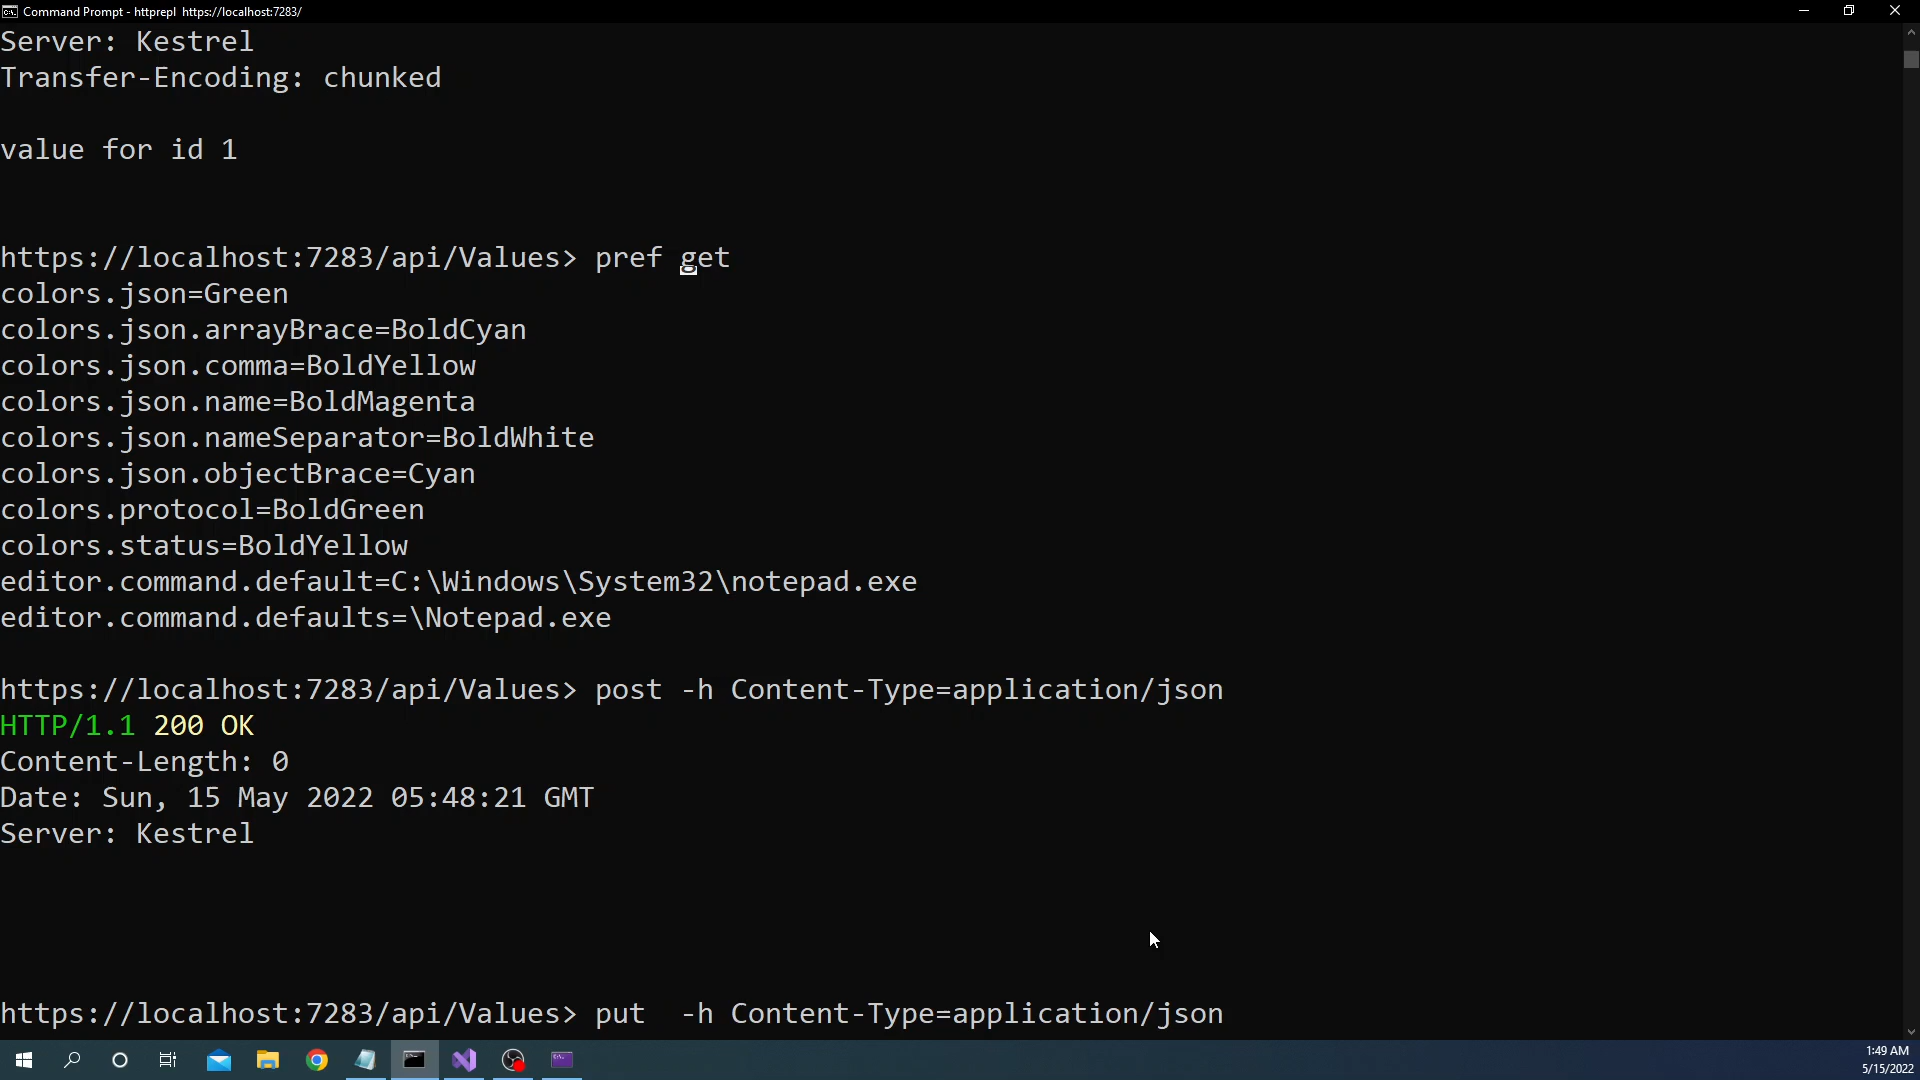 Command Prompt - httprepl https://localhost:7283/
Server: Kestrel
Transfer-Encoding: chunked
value for id 1
https://localhost:7283/api/Values> pref get
colors.json=Green
colors.json.arrayBrace=BoldCyan
colors.json.comma=BoldYellow
colors.json.name=BoldMagenta
colors.json.nameSeparator=BoldWhite
colors.json.objectBrace=Cyan
colors.protocol=BoldGreen
colors.status=BoldYellow
editor.command.default=C:\Windows\System32\notepad.exe
editor.command.defaults=\Notepad.exe
https://localhost:7283/api/Values> post -h Content-Type=application/json
HTTP/1.1 200 OK
Content-Length: 0
Date: Sun, 15 May 2022 05:48:21 GMT
Server: Kestrel
https://localhost:7283/api/Values> put  -h Content-Type=application/json
1:49 AM
5/15/2022